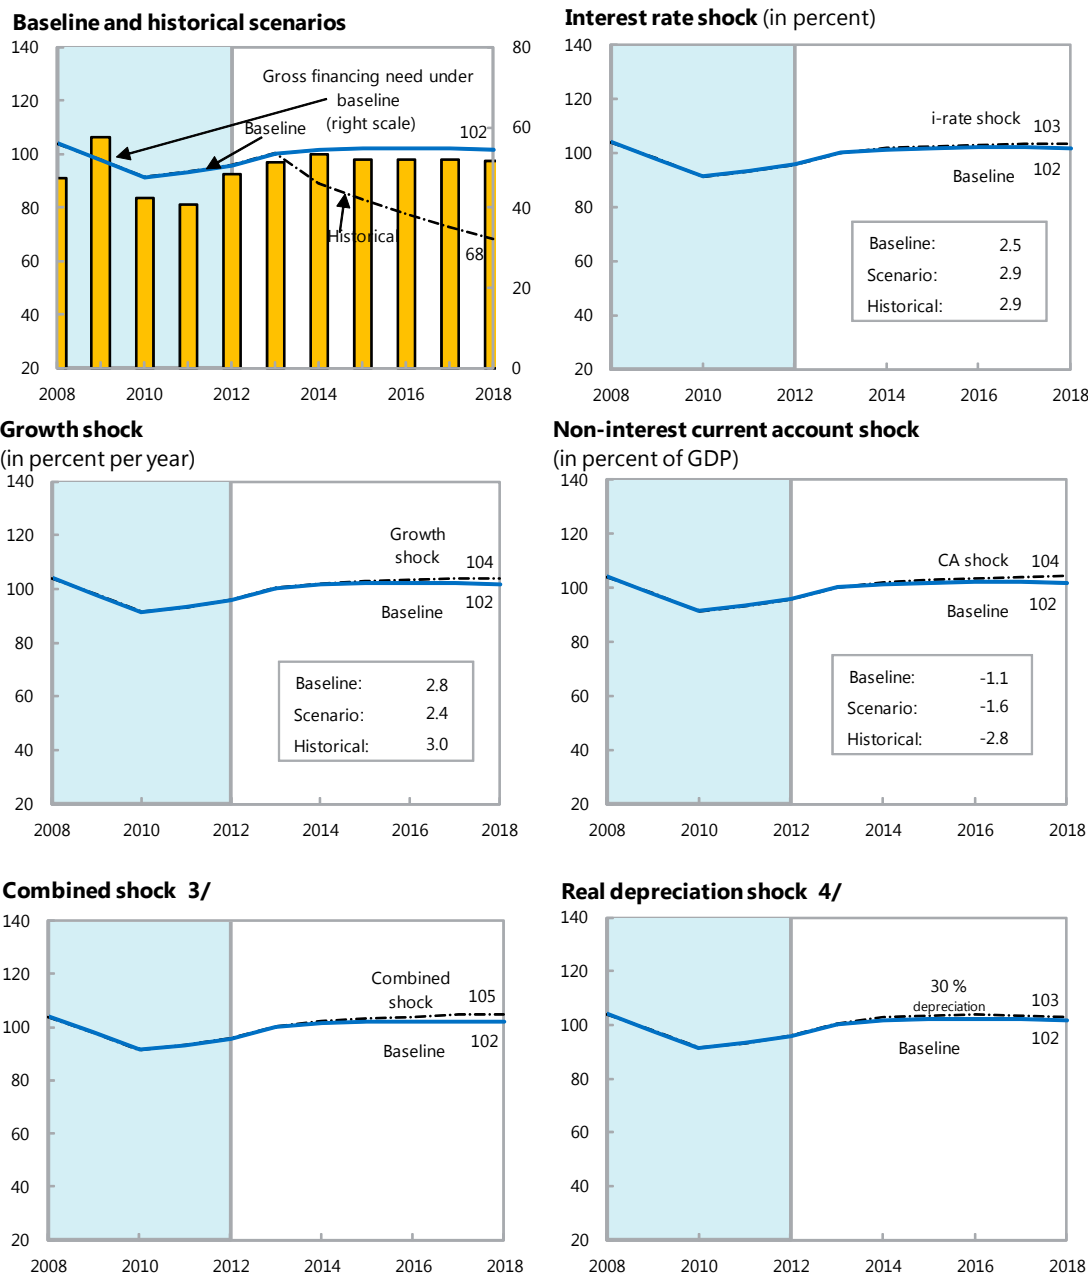 Baseline and historical scenarios
140
120
100
80
60
40
20
80
60
40
20
0
Gross financing need under
baseline
(right scale)
Baseline
102
Historical
68
2008 2010 2012 2014 2016 2018
Interest rate shock (in percent)
140
120
100
80
60
40
20
i-rate shock
103
Baseline
102
Baseline: 2.5
Scenario: 2.9
Historical: 2.9
2008 2010 2012 2014 2016 2018
Growth shock
(in percent per year)
140
120
100
80
60
40
20
Growth
shock
104
Baseline
102
Baseline: 2.8
Scenario: 2.4
Historical: 3.0
2008 2010 2012 2014 2016 2018
Non-interest current account shock
(in percent of GDP)
140
120
100
80
60
40
20
CA shock
104
Baseline
102
Baseline: -1.1
Scenario: -1.6
Historical: -2.8
2008 2010 2012 2014 2016 2018
Combined shock 3/
140
120
100
80
60
40
20
Combined
shock
105
Baseline
102
2008 2010 2012 2014 2016 2018
Real depreciation shock 4/
140
120
100
80
60
40
20
30 %
depreciation
103
Baseline
102
2008 2010 2012 2014 2016 2018